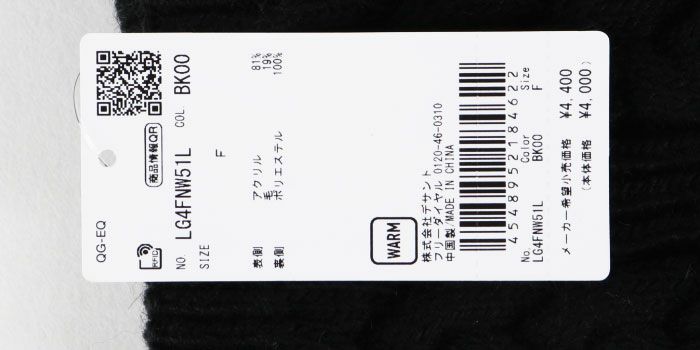 商品情報QR
QG-EQ
RFID
NO. LG4FNW51L COL. BK00
SIZE F
表側 アクリル 81%
毛 19%
裏側 ポリエステル 100%
WARM
株式会社デサント
フリーダイヤル 0120-46-0310
中国製/MADE IN CHINA
4548952184622
No. Color Size
LG4FNW51L BK00 F
メーカー希望小売価格 ¥4,400
(本体価格 ¥4,000)